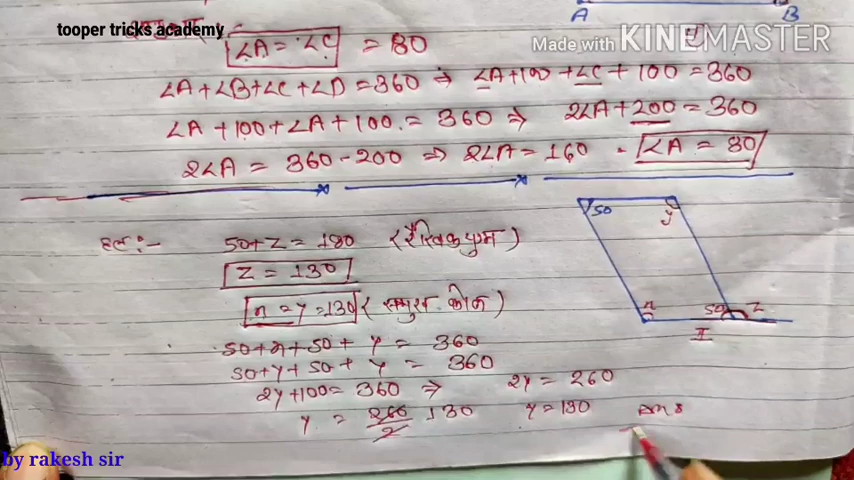 tooper tricks academy
A B
Made with KINEMASTER
∠A = ∠C = 80
∠A+∠B+∠C+∠D=360 ⇒ ∠A+100+∠C+100=360
∠A+100+∠A+100.=360 ⇒ 2∠A+200=360
2∠A = 360-200 ⇒ 2∠A=160 - ∠A = 80
50 y
हल:- 50+Z=180 (रैखिक युग्म)
Z = 130
x = y =130 (सम्मुख कोण)
x 50 Z
II
50+x+50+ y = 360
50+y+50+ y = 360
2y+100=360 ⇒ 2y=260
y = 260/2 130 y=130 Ans
by rakesh sir